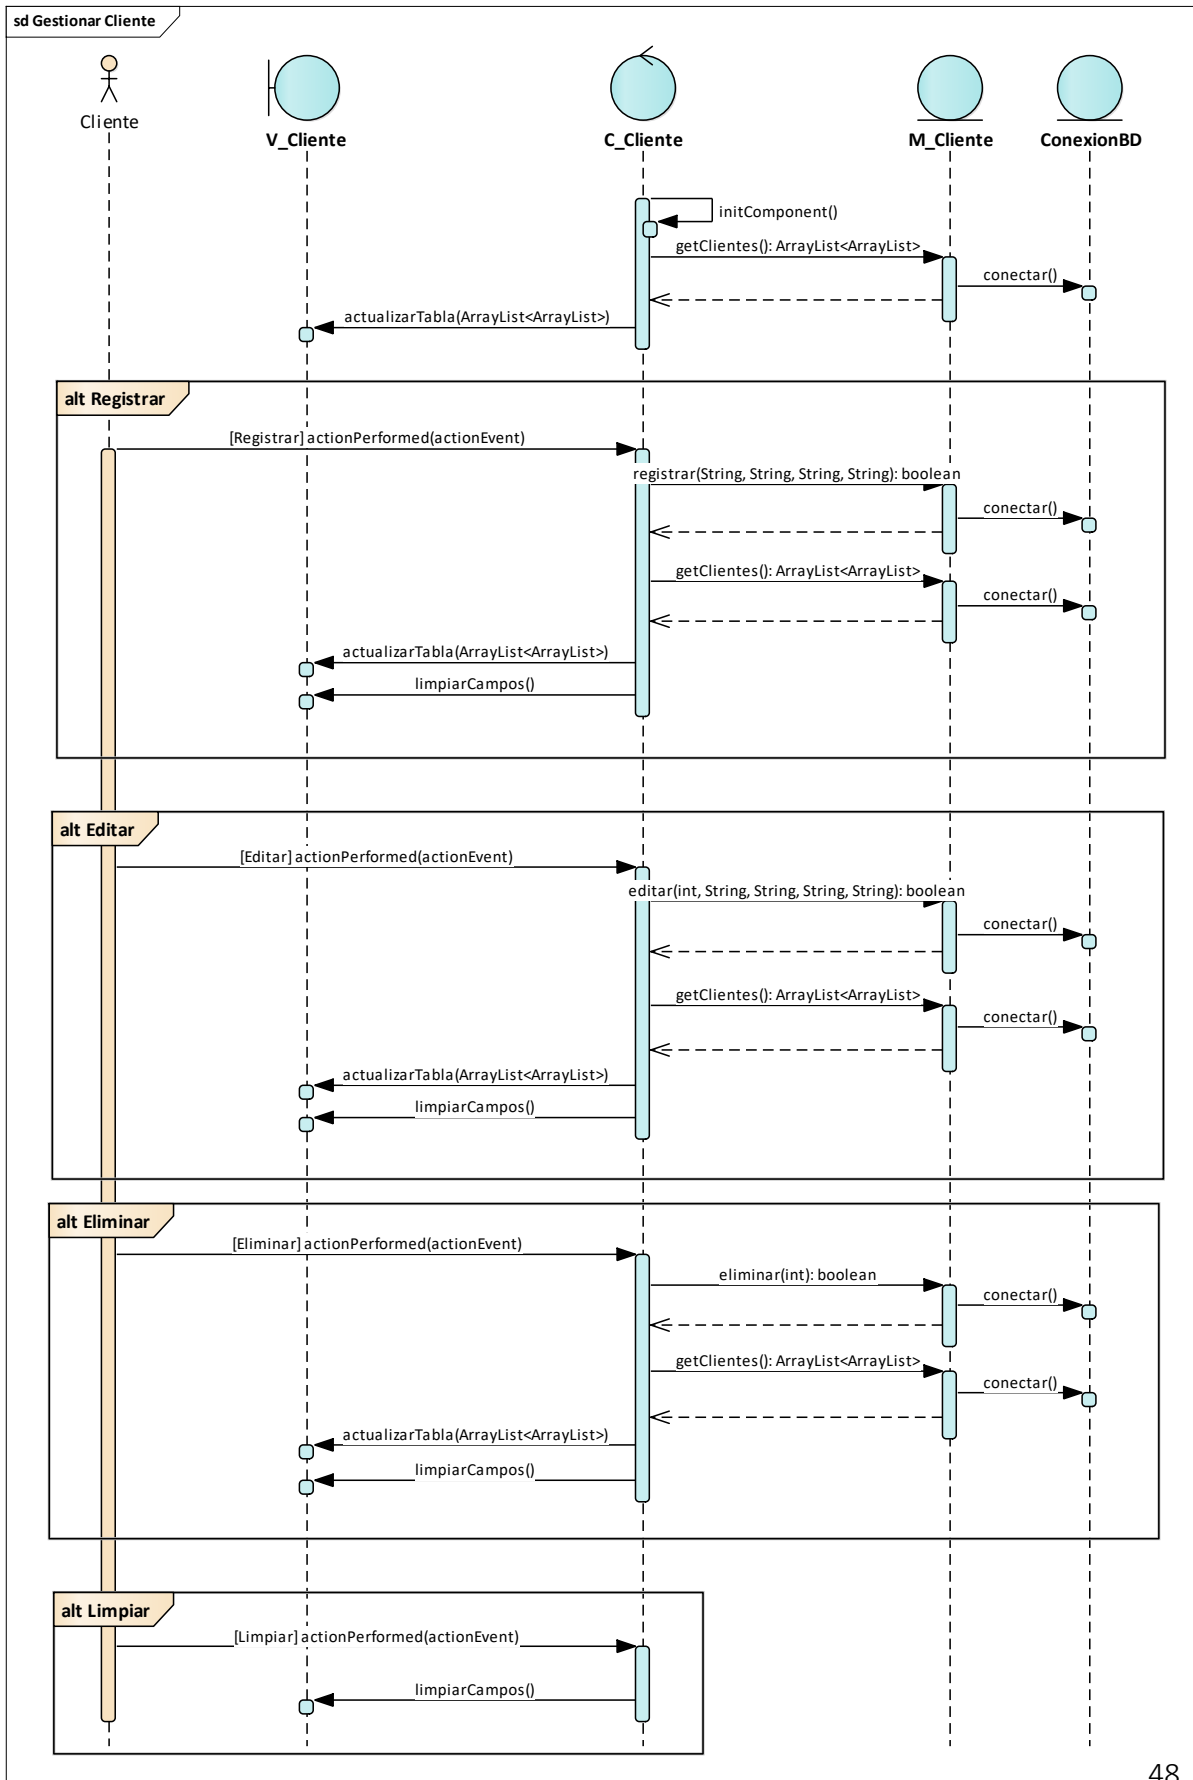 sd Gestionar Cliente
Cliente
V_Cliente
C_Cliente
M_Cliente
ConexionBD
initComponent()
getClientes(): ArrayList<ArrayList>
conectar()
actualizarTabla(ArrayList<ArrayList>)
alt Registrar
[Registrar] actionPerformed(actionEvent)
registrar(String, String, String, String): boolean
conectar()
getClientes(): ArrayList<ArrayList>
conectar()
actualizarTabla(ArrayList<ArrayList>)
limpiarCampos()
alt Editar
[Editar] actionPerformed(actionEvent)
editar(int, String, String, String, String): boolean
conectar()
getClientes(): ArrayList<ArrayList>
conectar()
actualizarTabla(ArrayList<ArrayList>)
limpiarCampos()
alt Eliminar
[Eliminar] actionPerformed(actionEvent)
eliminar(int): boolean
conectar()
getClientes(): ArrayList<ArrayList>
conectar()
actualizarTabla(ArrayList<ArrayList>)
limpiarCampos()
alt Limpiar
[Limpiar] actionPerformed(actionEvent)
limpiarCampos()
48